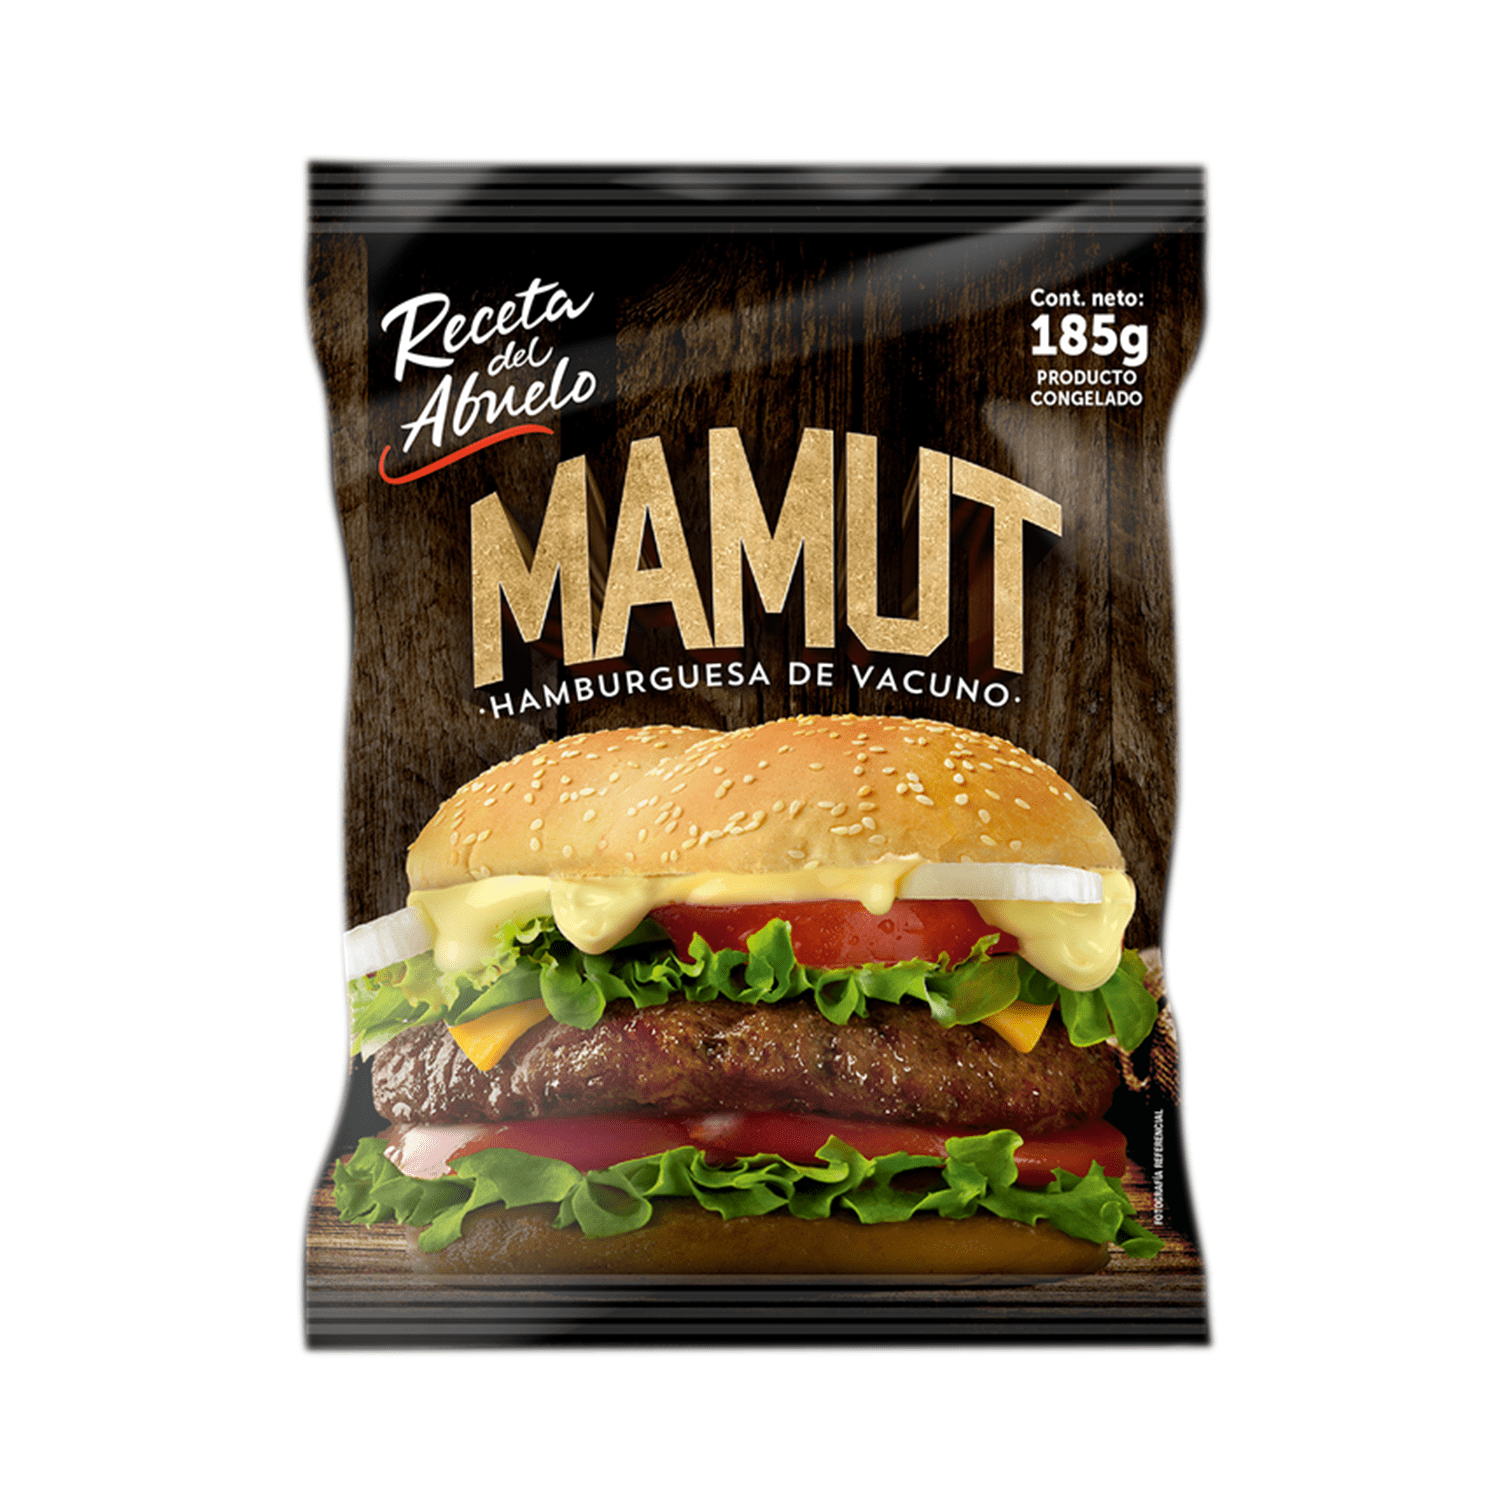 Receta
del
Abuelo
Cont. neto:
185g
PRODUCTO
CONGELADO
MAMUT
·HAMBURGUESA DE VACUNO·
FOTOGRAFÍA REFERENCIAL